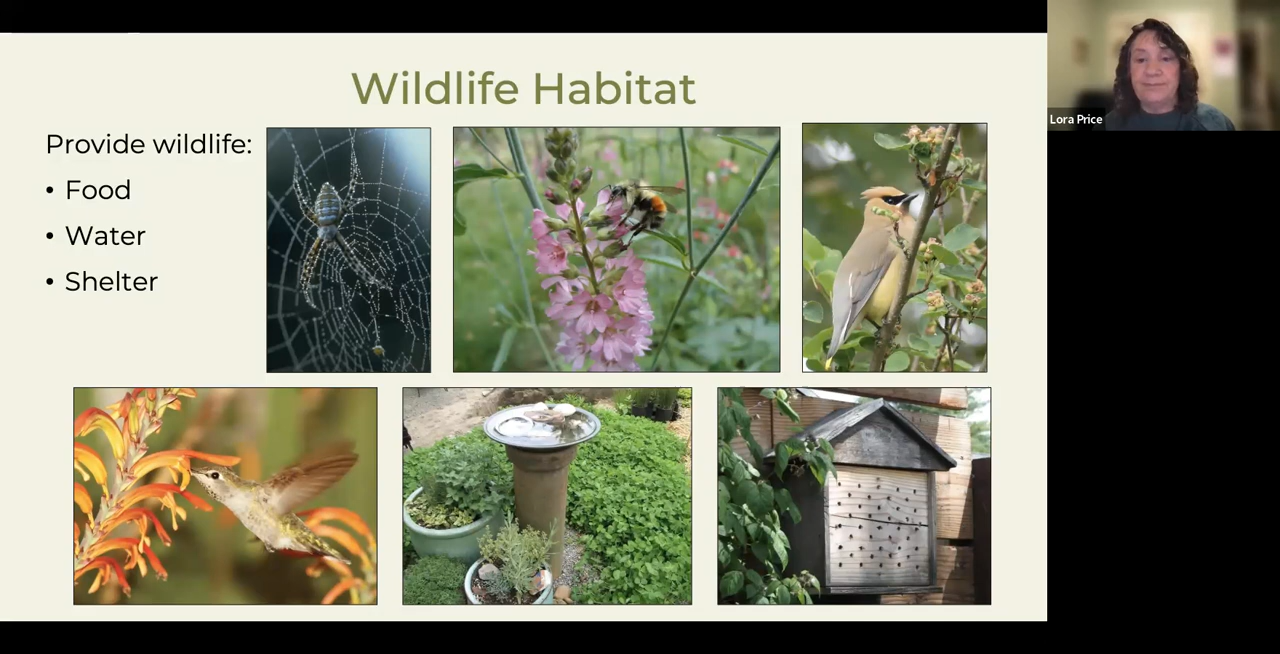 Wildlife Habitat
Provide wildlife:
• Food
• Water
• Shelter
Lora Price